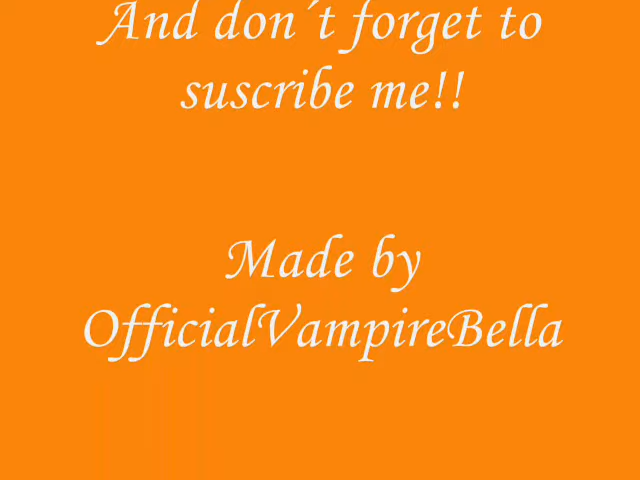 And don´t forget to
suscribe me!!
Made by
OfficialVampireBella